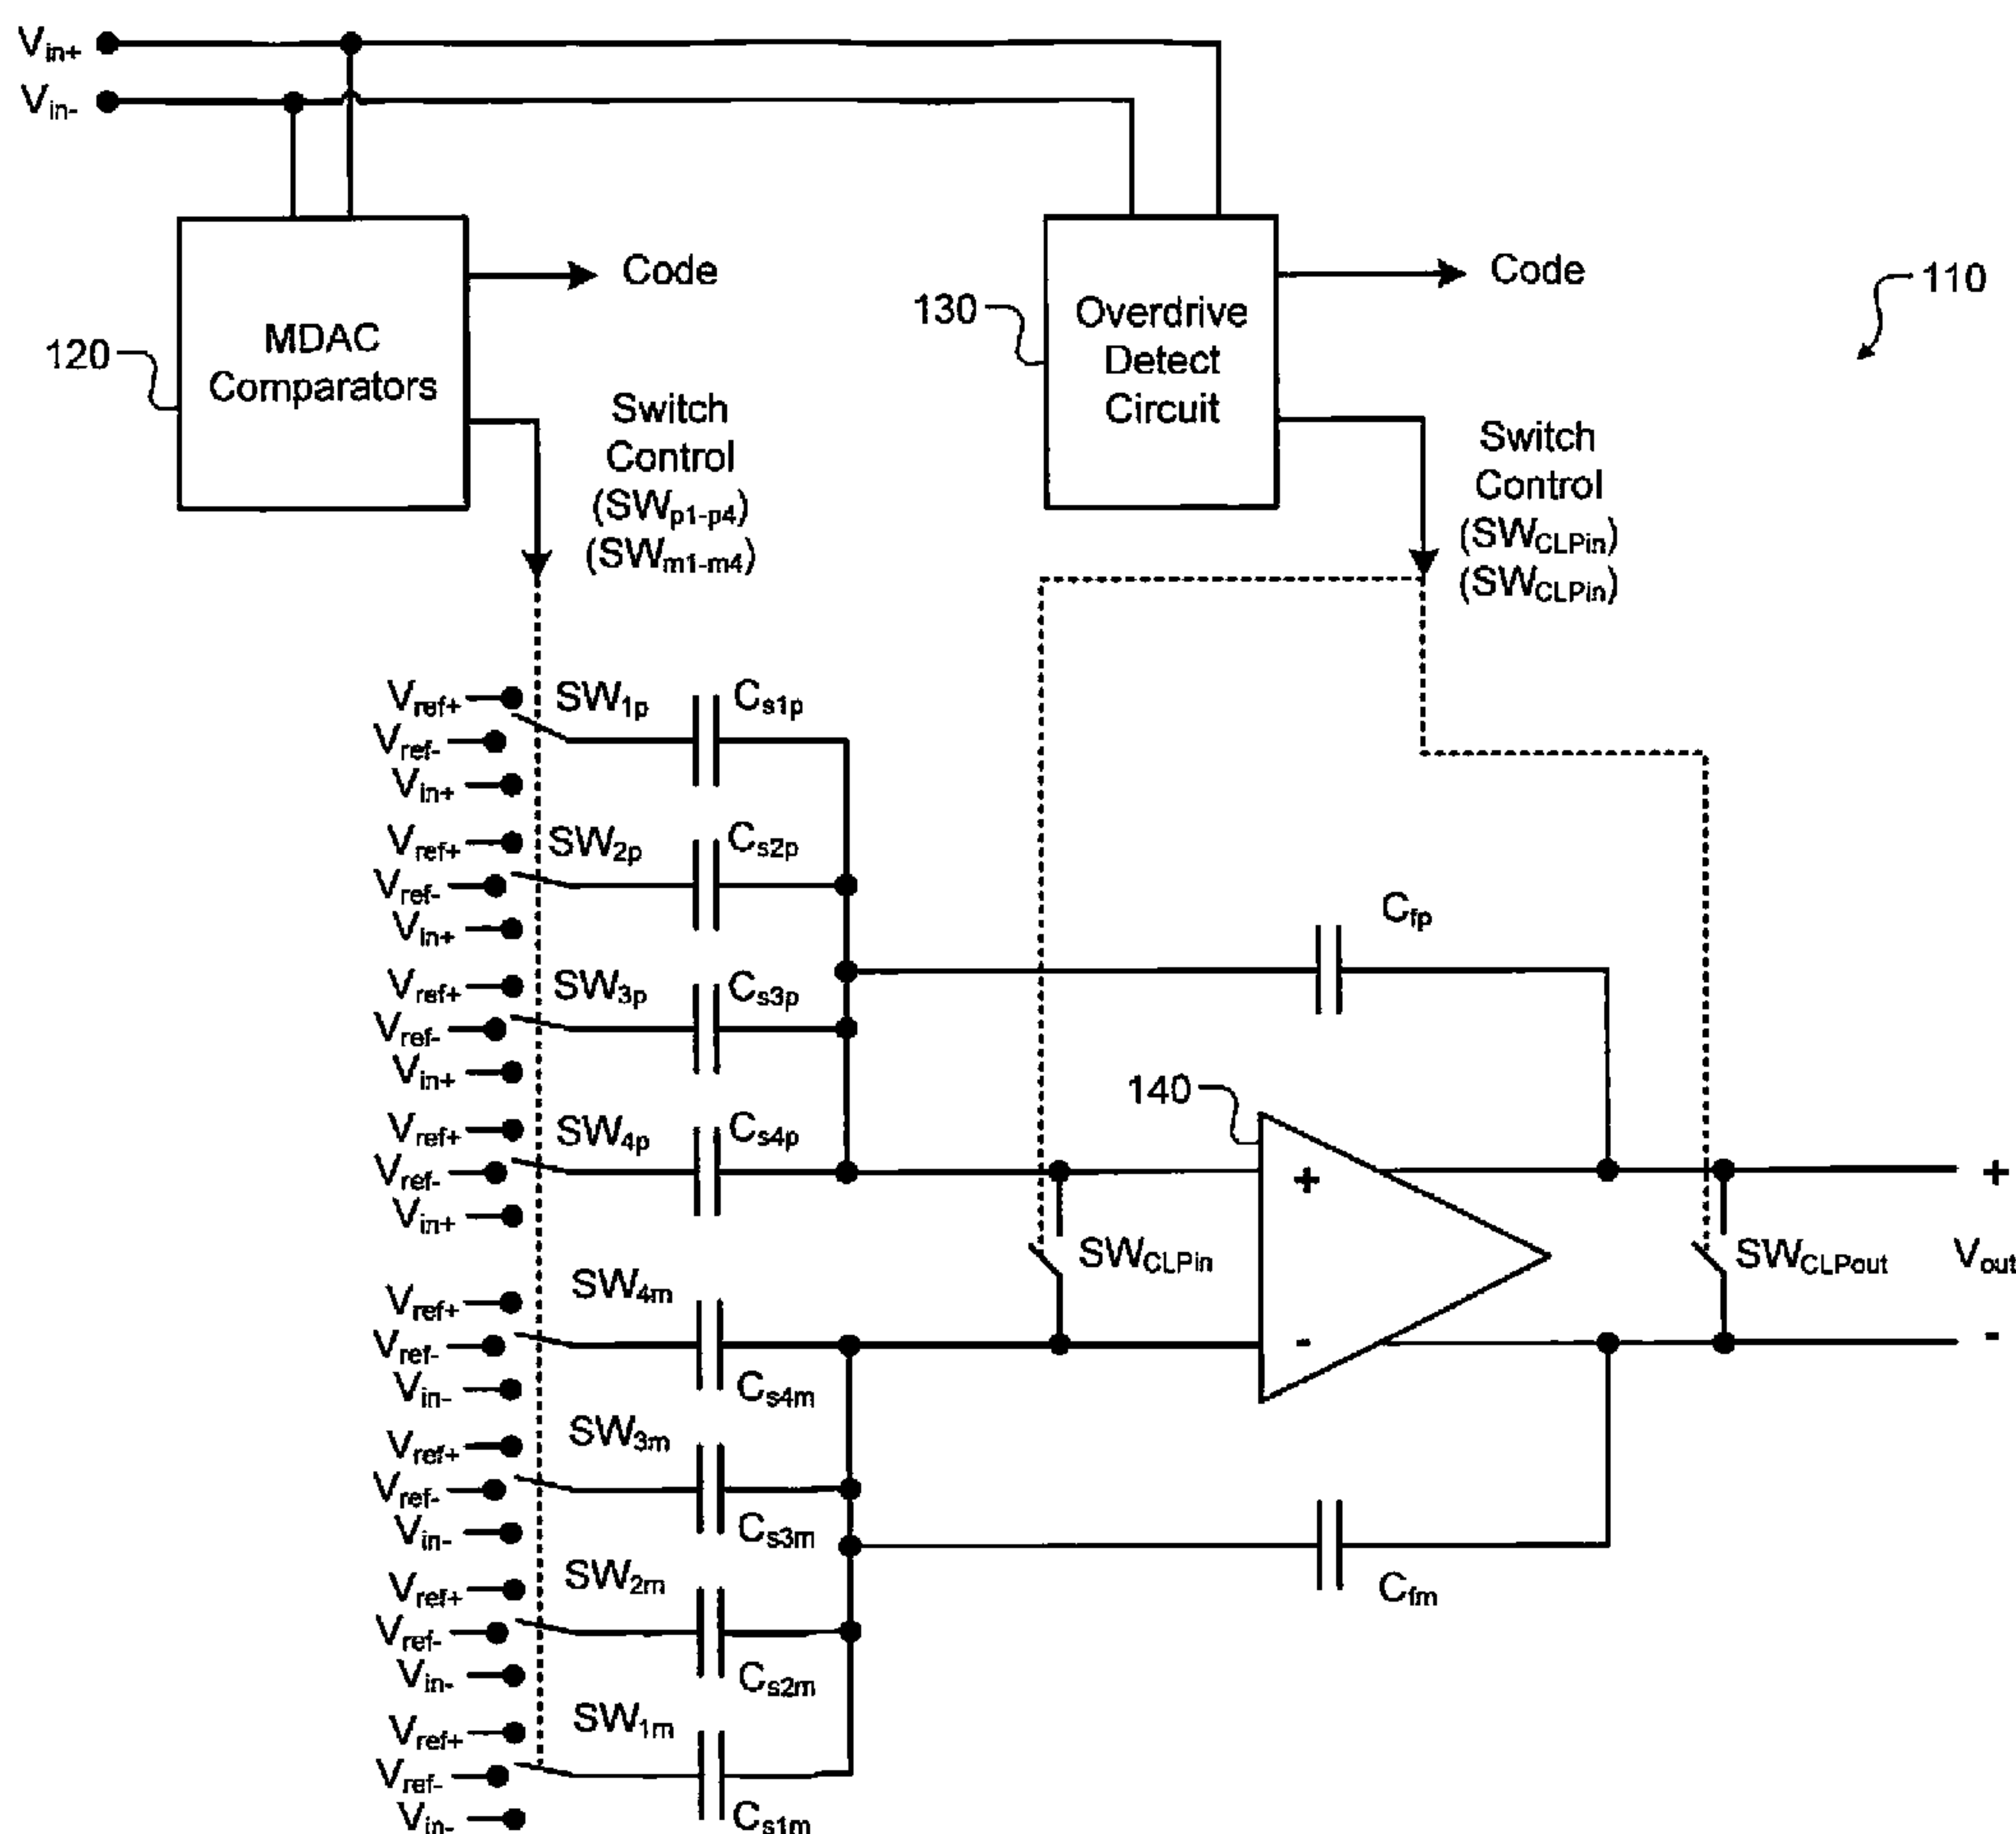 Vin+
Vin-
MDAC
Comparators
120
Code
Switch
Control
(SWp1-p4)
(SWm1-m4)
130
Overdrive
Detect
Circuit
Code
Switch
Control
(SWCLPin)
(SWCLPin)
110
Vref+
Vref-
Vin+
SW1p
Cs1p
Vref+
Vref-
Vin+
SW2p
Cs2p
Vref+
Vref-
Vin+
SW3p
Cs3p
Vref+
Vref-
Vin+
SW4p
Cs4p
Cfp
140
+
-
SWCLPin
SWCLPout
+
Vout
-
Vref+
Vref-
Vin-
SW4m
Cs4m
Vref+
Vref-
Vin-
SW3m
Cs3m
Cfm
Vref+
Vref-
Vin-
SW2m
Cs2m
Vref+
Vref-
Vin-
SW1m
Cs1m